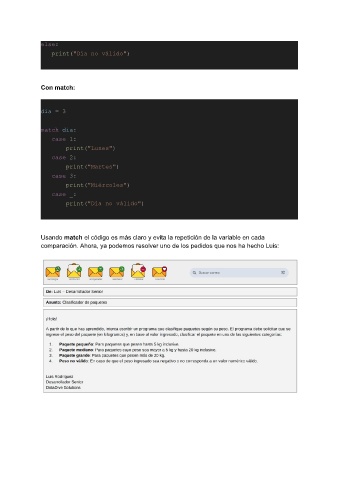 else:
print("Día no válido")
Con match:
dia = 3
match dia:
case 1:
print("Lunes")
case 2:
print("Martes")
case 3:
print("Miércoles")
case _:
print("Día no válido")
Usando match el código es más claro y evita la repetición de la variable en cada
comparación. Ahora, ya podemos resolver uno de los pedidos que nos ha hecho Luis:
Buscar correo
De: Luis - Desarrollador Senior
Asunto: Clasificador de paquetes
¡Hola!
A partir de lo que has aprendido, intenta escribir un programa que clasifique paquetes según su peso. El programa debe solicitar que se
ingrese el peso del paquete (en kilogramos) y, en base al valor ingresado, clasificar el paquete en una de las siguientes categorías:
1. Paquete pequeño: Para paquetes que pesen hasta 5 kg inclusive.
2. Paquete mediano: Para paquetes cuyo peso sea mayor a 5 kg y hasta 20 kg inclusive.
3. Paquete grande: Para paquetes que pesen más de 20 kg.
4. Peso no válido: En caso de que el peso ingresado sea negativo o no corresponda a un valor numérico válido.
Luis Rodríguez
Desarrollador Senior
DataDive Solutions